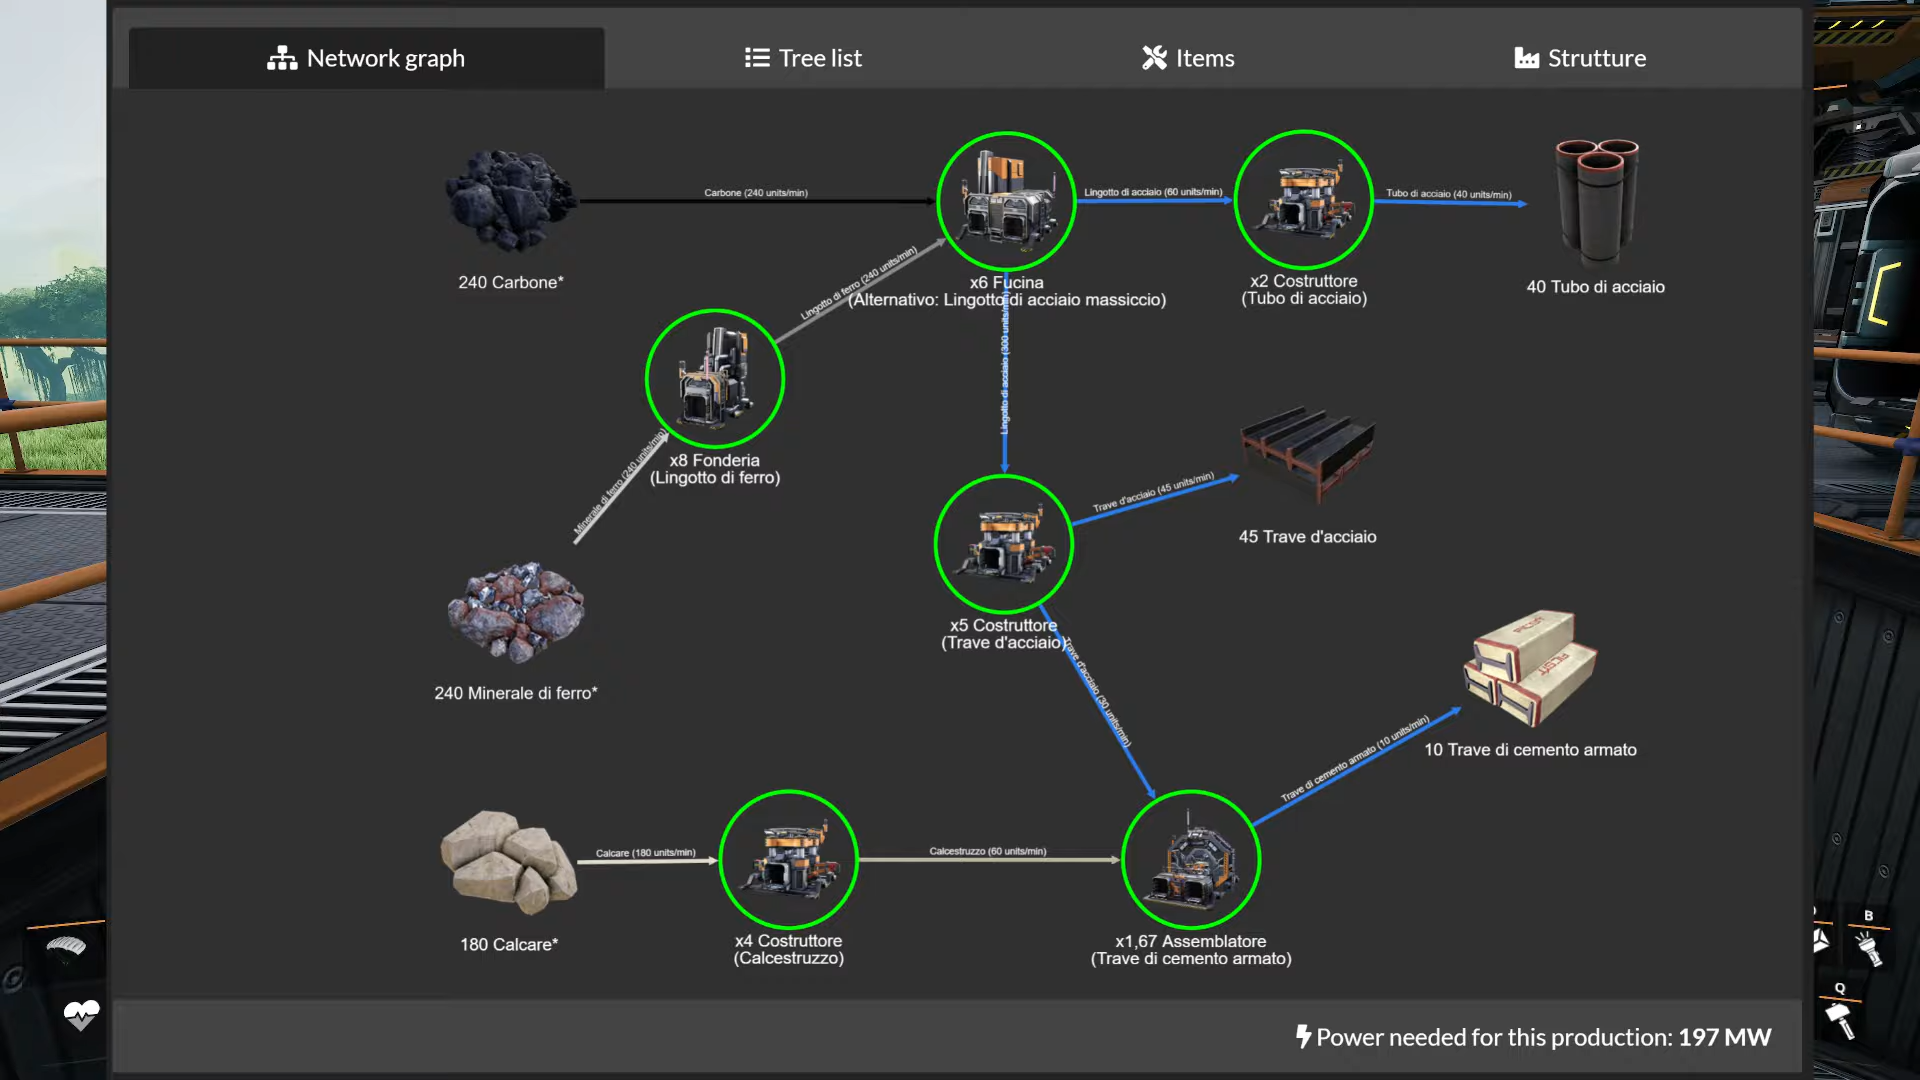 Network graph
Tree list
Items
Strutture
Carbone (240 units/min)
Lingotto di acciaio (60 units/min)
Tubo di acciaio (40 units/min)
240 Carbone*
x6 Fucina
(Alternativo: Lingotto di acciaio massiccio)
x2 Costruttore
(Tubo di acciaio)
40 Tubo di acciaio
Lingotto di ferro (240 units/min)
Lingotto di acciaio (300 units/min)
x8 Fonderia
(Lingotto di ferro)
Minerale di ferro (240 units/min)
Trave d'acciaio (45 units/min)
45 Trave d'acciaio
x5 Costruttore
(Trave d'acciaio)
240 Minerale di ferro*
Trave d'acciaio (30 units/min)
Trave di cemento armato (10 units/min)
10 Trave di cemento armato
Calcare (180 units/min)
Calcestruzzo (60 units/min)
180 Calcare*
x4 Costruttore
(Calcestruzzo)
x1,67 Assemblatore
(Trave di cemento armato)
B
Q
Power needed for this production: 197 MW